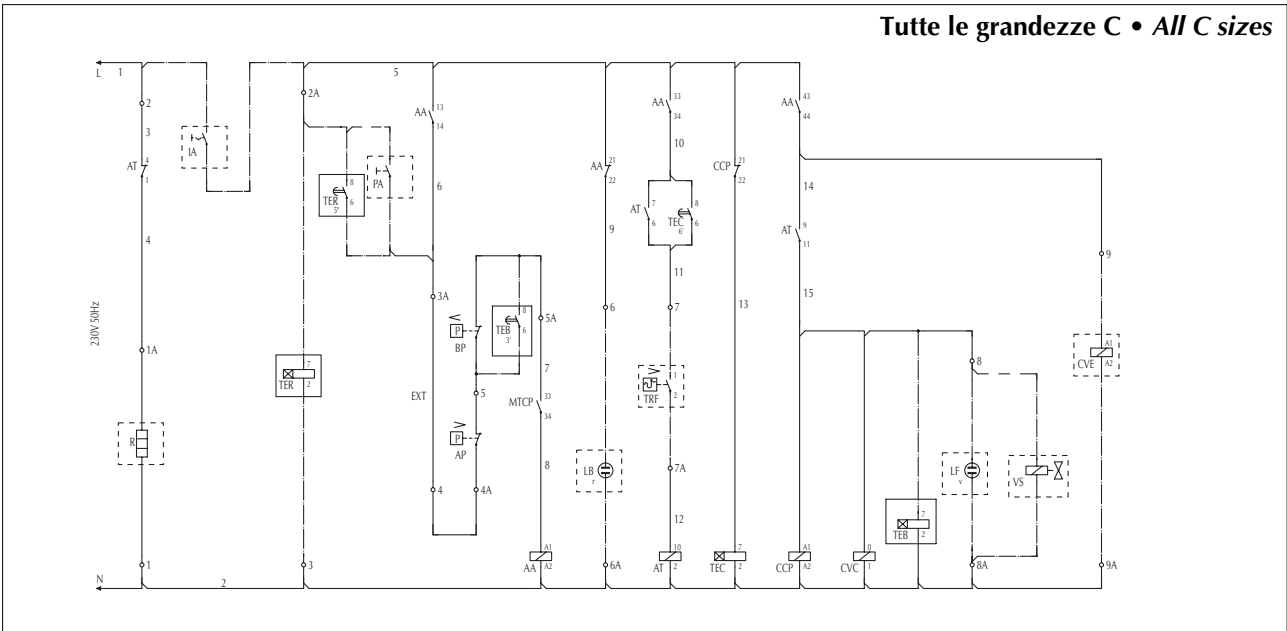 Tutte le grandezze C • All C sizes
L 1 5
2 2A
3 AA 13 14 AA 33 34 AA 43 44
IA
AT 4 1 PA AA 21 22 10 CCP 21 22
TER 5' 8 6 6 14
AT 7 6 TEC 6' 8 6
4 9 AT 9 11
11 9
3A 6 7 13 15
230V 50Hz
P BP TEB 3' 8 6 5A
1A 7 8 CVE A1 A2
TER 7 2 TRF 1 2
EXT 5 MTCP 33 34
R P AP LB r 7A LF v VS
8
4 4A 12 TEB 7 2
AA A1 A2 AT 10 2 TEC 7 2 CCP A1 A2 CVC 0 1
1 3 6A 8A 9A
N 2